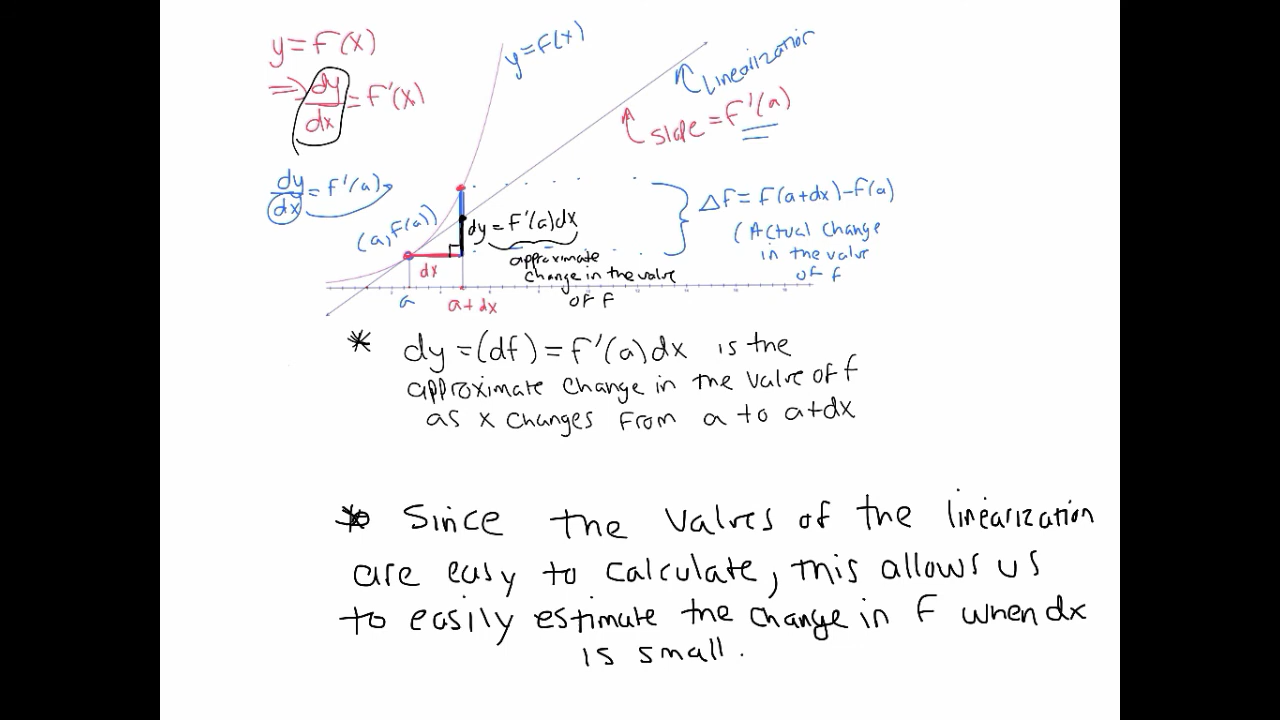 y = f(x)
⇒ dy/dx = f'(x)
y = f(x)
Linearization
slope = f'(a)
dy/dx = f'(a)
(a, f(a))
dy = f'(a)dx
approximate
change in the value
of f
Δf = f(a+dx) - f(a)
(Actual change
in the value
of f
dx
a
a + dx
* dy = (df) = f'(a)dx is the
approximate change in the value of f
as x changes from a to a+dx
* Since the values of the linearization
are easy to calculate, this allows us
to easily estimate the change in f when dx
is small.